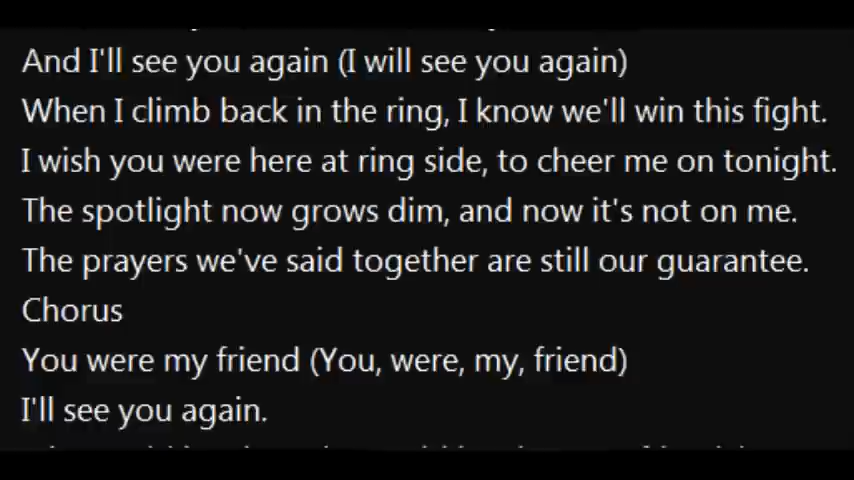 And I'll see you again (I will see you again)
When I climb back in the ring, I know we'll win this fight.
I wish you were here at ring side, to cheer me on tonight.
The spotlight now grows dim, and now it's not on me.
The prayers we've said together are still our guarantee.
Chorus
You were my friend (You, were, my, friend)
I'll see you again.